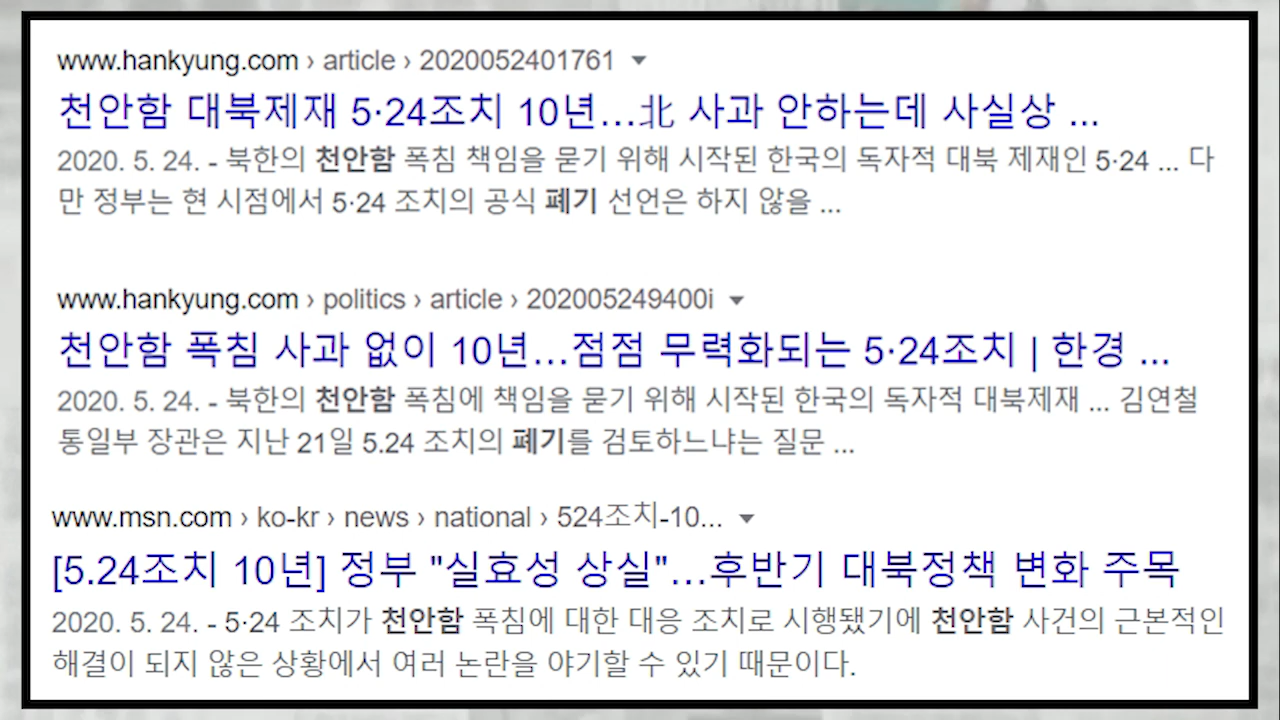 www.hankyung.com › article › 2020052401761
천안함 대북제재 5·24조치 10년...北 사과 안하는데 사실상 ...
2020. 5. 24. - 북한의 천안함 폭침 책임을 묻기 위해 시작된 한국의 독자적 대북 제재인 5·24 ... 다
만 정부는 현 시점에서 5·24 조치의 공식 폐기 선언은 하지 않을 ...
www.hankyung.com › politics › article › 202005249400i
천안함 폭침 사과 없이 10년...점점 무력화되는 5·24조치 | 한경 ...
2020. 5. 24. - 북한의 천안함 폭침에 책임을 묻기 위해 시작된 한국의 독자적 대북제재 ... 김연철
통일부 장관은 지난 21일 5.24 조치의 폐기를 검토하느냐는 질문 ...
www.msn.com › ko-kr › news › national › 524조치-10...
[5.24조치 10년] 정부 "실효성 상실"...후반기 대북정책 변화 주목
2020. 5. 24. - 5·24 조치가 천안함 폭침에 대한 대응 조치로 시행됐기에 천안함 사건의 근본적인
해결이 되지 않은 상황에서 여러 논란을 야기할 수 있기 때문이다.